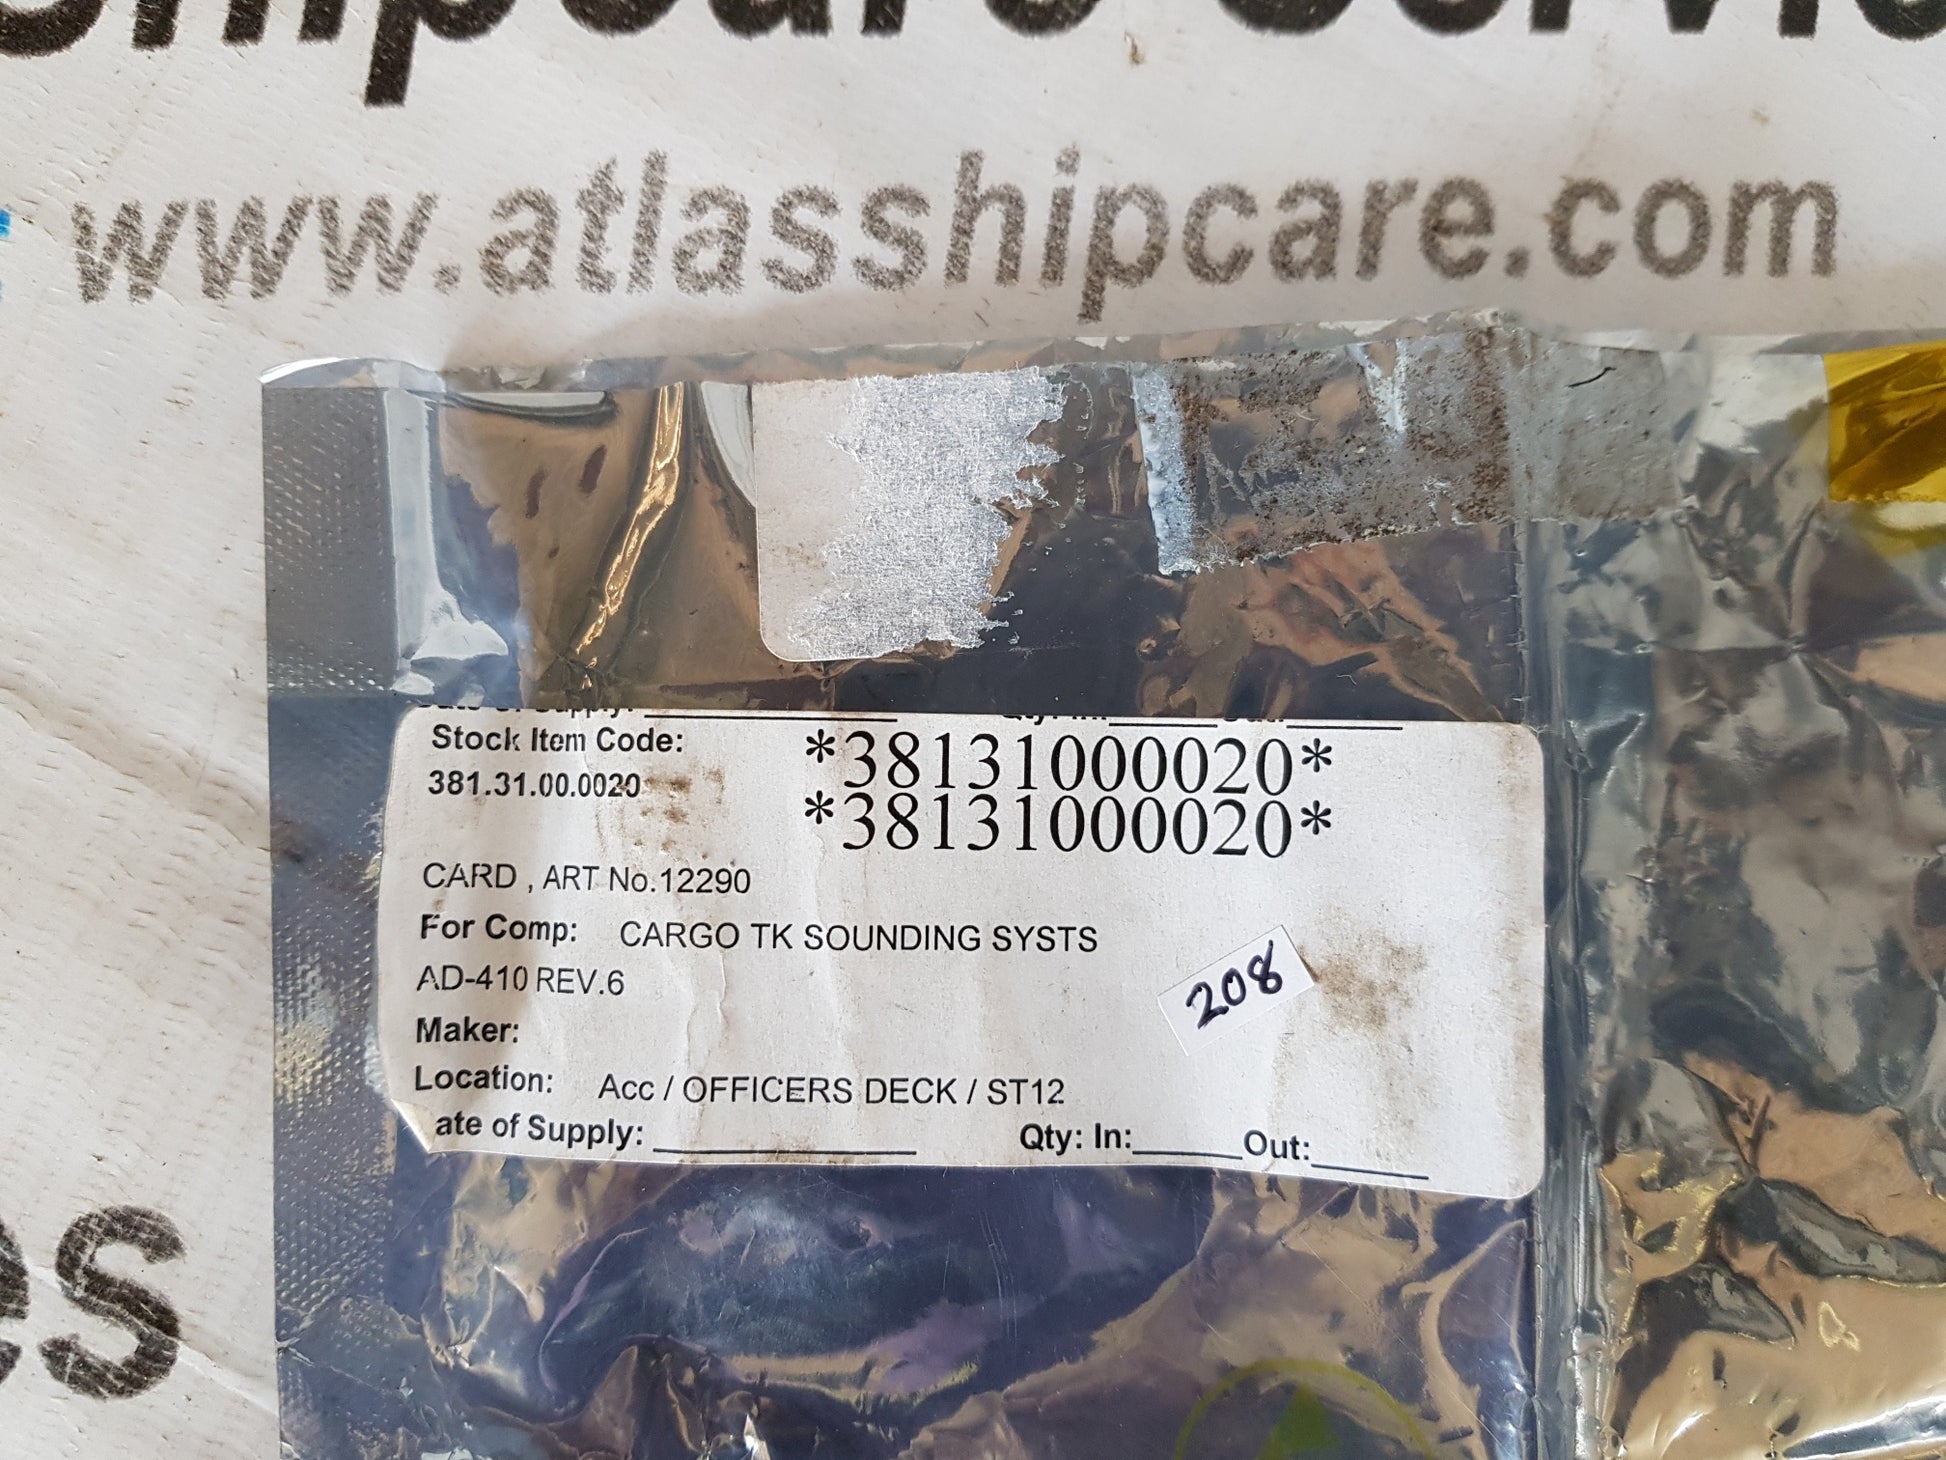 www.atlasshipcare.com
Stock Item Code:
381.31.00.0020
*38131000020*
*38131000020*
CARD , ART No.12290
For Comp: CARGO TK SOUNDING SYSTS
AD-410 REV.6
208
Maker:
Location: Acc / OFFICERS DECK / ST12
ate of Supply: Qty: In: Out: